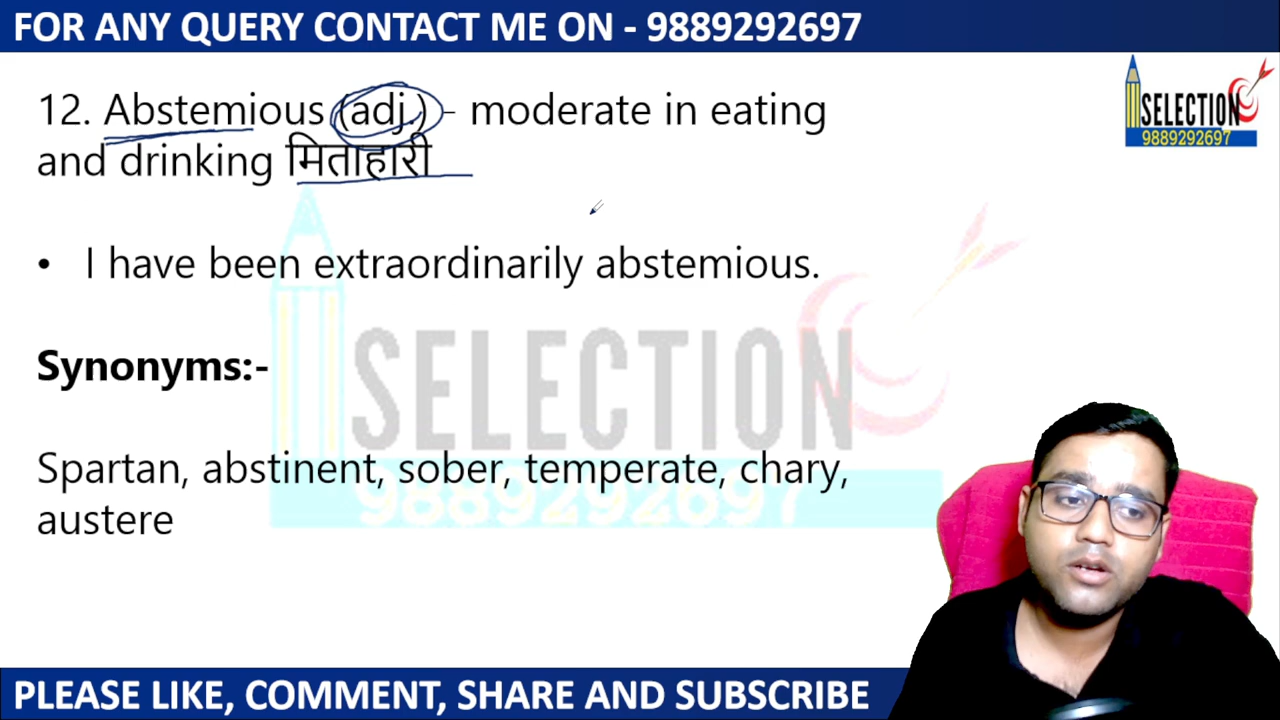 FOR ANY QUERY CONTACT ME ON - 9889292697
SELECTION
9889292697
12. Abstemious (adj.) - moderate in eating
and drinking मिताहारी
• I have been extraordinarily abstemious.
SELECTION
Synonyms:-
Spartan, abstinent, sober, temperate, chary,
9889292697
austere
PLEASE LIKE, COMMENT, SHARE AND SUBSCRIBE